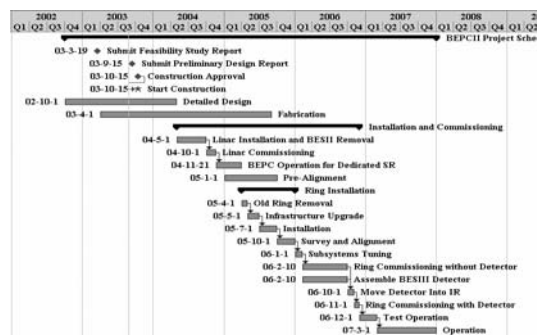 2002 2003 2004 2005 2006 2007 2008
Q1 Q2 Q3 Q4 Q1 Q2 Q3 Q4 Q1 Q2 Q3 Q4 Q1 Q2 Q3 Q4 Q1 Q2 Q3 Q4 Q1 Q2 Q3 Q4 Q1 Q2 Q3 Q4 Q1
BEPCII Project Sche
03-3-19 Submit Feasibility Study Report
03-9-15 Submit Preliminary Design Report
03-10-15 Construction Approval
03-10-15 Start Construction
02-10-1 Detailed Design
03-4-1 Fabrication
Installation and Commissioning
04-5-1 Linac Installation and BESII Removal
04-10-1 Linac Commissioning
04-11-21 BEPC Operation for Dedicated SR
05-1-1 Pre-Alignment
Ring Installation
05-4-1 Old Ring Removal
05-5-1 Infrastructure Upgrade
05-7-1 Installation
05-10-1 Survey and Alignment
06-1-1 Subsystems Tuning
06-2-10 Ring Commissioning without Detector
06-2-10 Assemble BESIII Detector
06-10-1 Move Detector Into IR
06-11-1 Ring Commissioning with Detector
06-12-1 Test Operation
07-3-1 Operation